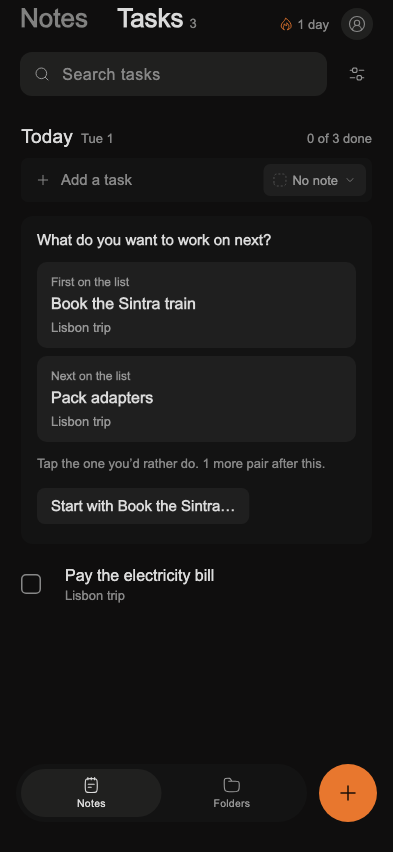 Notes
Tasks 3
1 day
Search tasks
Today Tue 1
0 of 3 done
Add a task
No note
What do you want to work on next?
First on the list
Book the Sintra train
Lisbon trip
Next on the list
Pack adapters
Lisbon trip
Tap the one you’d rather do. 1 more pair after this.
Start with Book the Sintra…
Pay the electricity bill
Lisbon trip
Notes
Folders